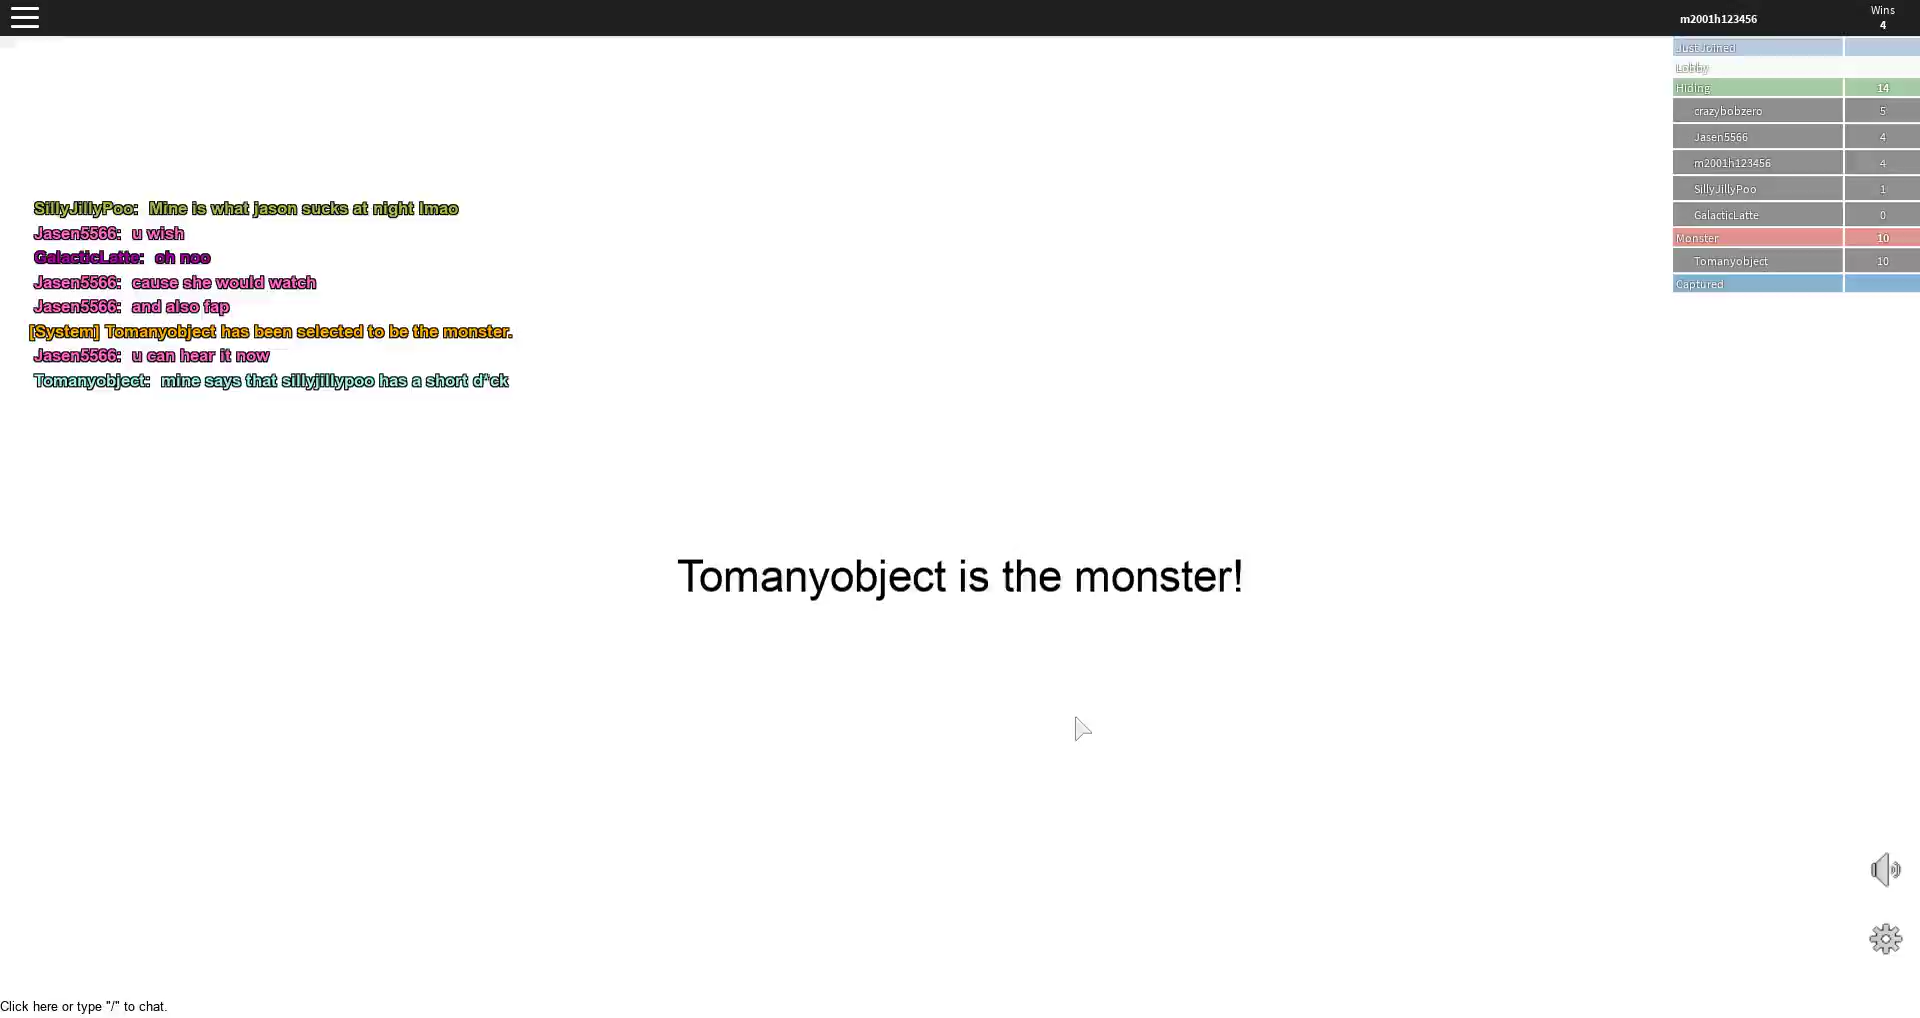 m2001h123456
Wins
4
Just Joined
Lobby
Hiding 14
crazybobzero 5
Jasen5566 4
m2001h123456 4
SillyJillyPoo 1
GalacticLatte 0
Monster 10
Tomanyobject 10
Captured
SillyJillyPoo: Mine is what jason sucks at night lmao
Jasen5566: u wish
GalacticLatte: oh noo
Jasen5566: cause she would watch
Jasen5566: and also fap
[System] Tomanyobject has been selected to be the monster.
Jasen5566: u can hear it now
Tomanyobject: mine says that sillyjillypoo has a short d*ck
Tomanyobject is the monster!
Click here or type "/" to chat.